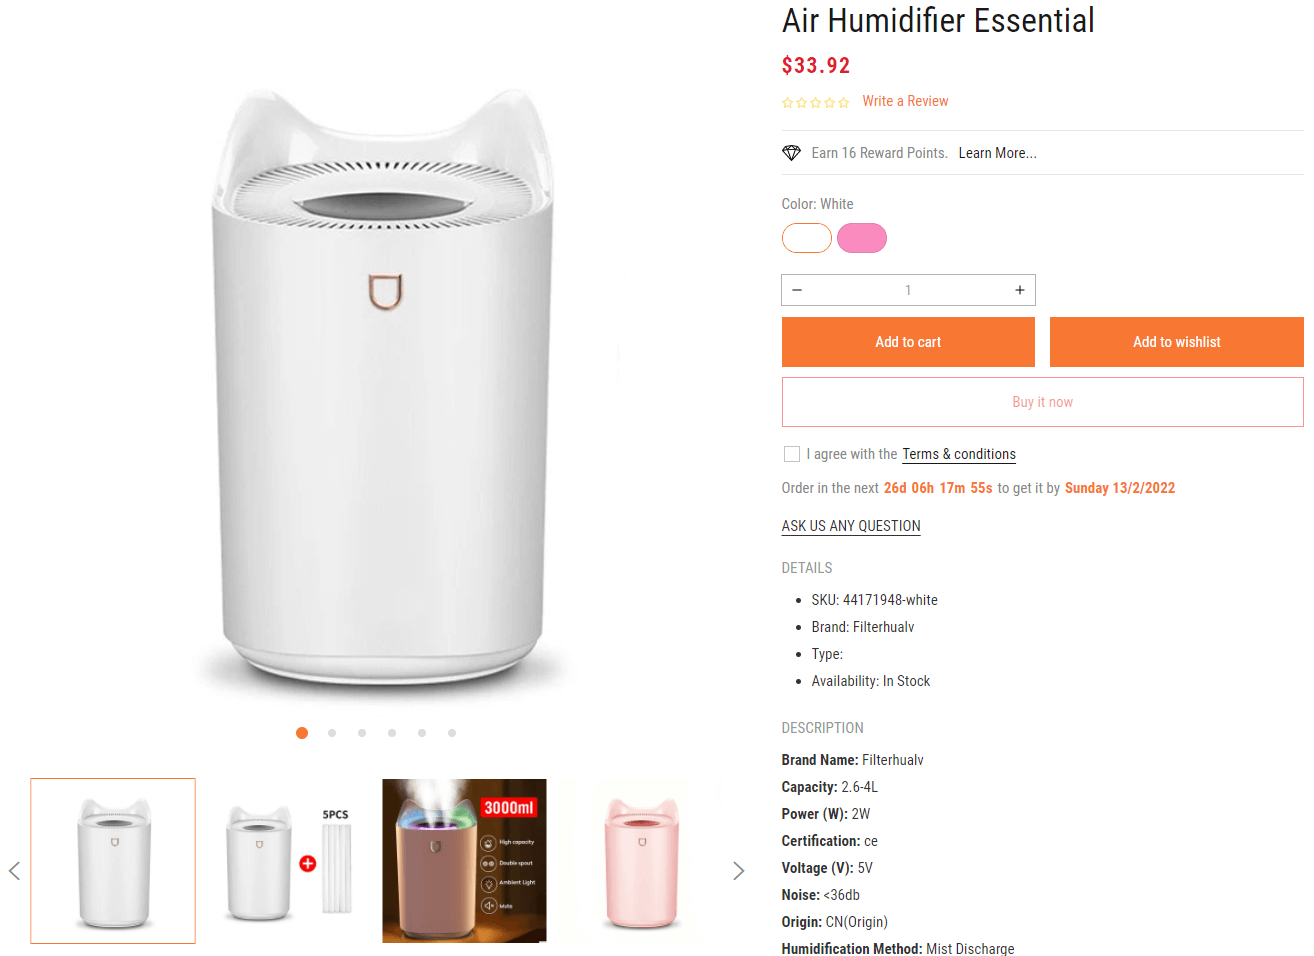 Air Humidifier Essential
$33.92
Write a Review
Earn 16 Reward Points. Learn More...
Color: White
− 1 +
Add to cart
Add to wishlist
Buy it now
I agree with the Terms & conditions
Order in the next 26d 06h 17m 55s to get it by Sunday 13/2/2022
ASK US ANY QUESTION
DETAILS
SKU: 44171948-white
Brand: Filterhualv
Type:
Availability: In Stock
DESCRIPTION
Brand Name: Filterhualv
Capacity: 2.6-4L
Power (W): 2W
Certification: ce
Voltage (V): 5V
Noise: <36db
Origin: CN(Origin)
Humidification Method: Mist Discharge
5PCS
3000ml
High capacity
Double spout
Ambient Light
Mute